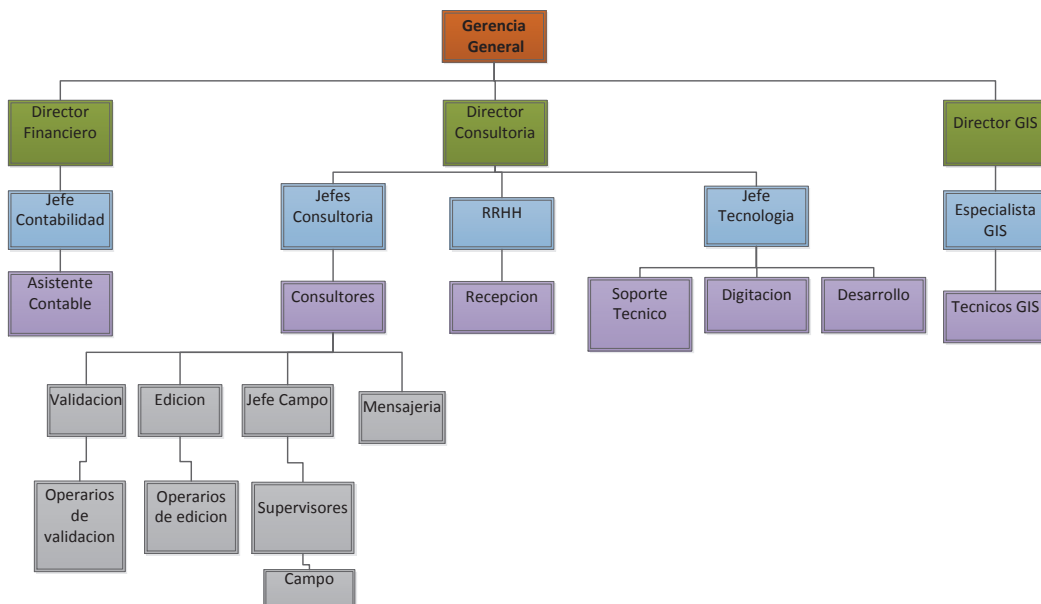 Gerencia
General
Director
Financiero
Director
Consultoria
Director GIS
Jefe
Contabilidad
Jefes
Consultoria
RRHH
Jefe
Tecnologia
Especialista
GIS
Asistente
Contable
Consultores
Recepcion
Soporte
Tecnico
Digitacion
Desarrollo
Tecnicos GIS
Validacion
Edicion
Jefe Campo
Mensajeria
Operarios
de
validacion
Operarios
de edicion
Supervisores
Campo